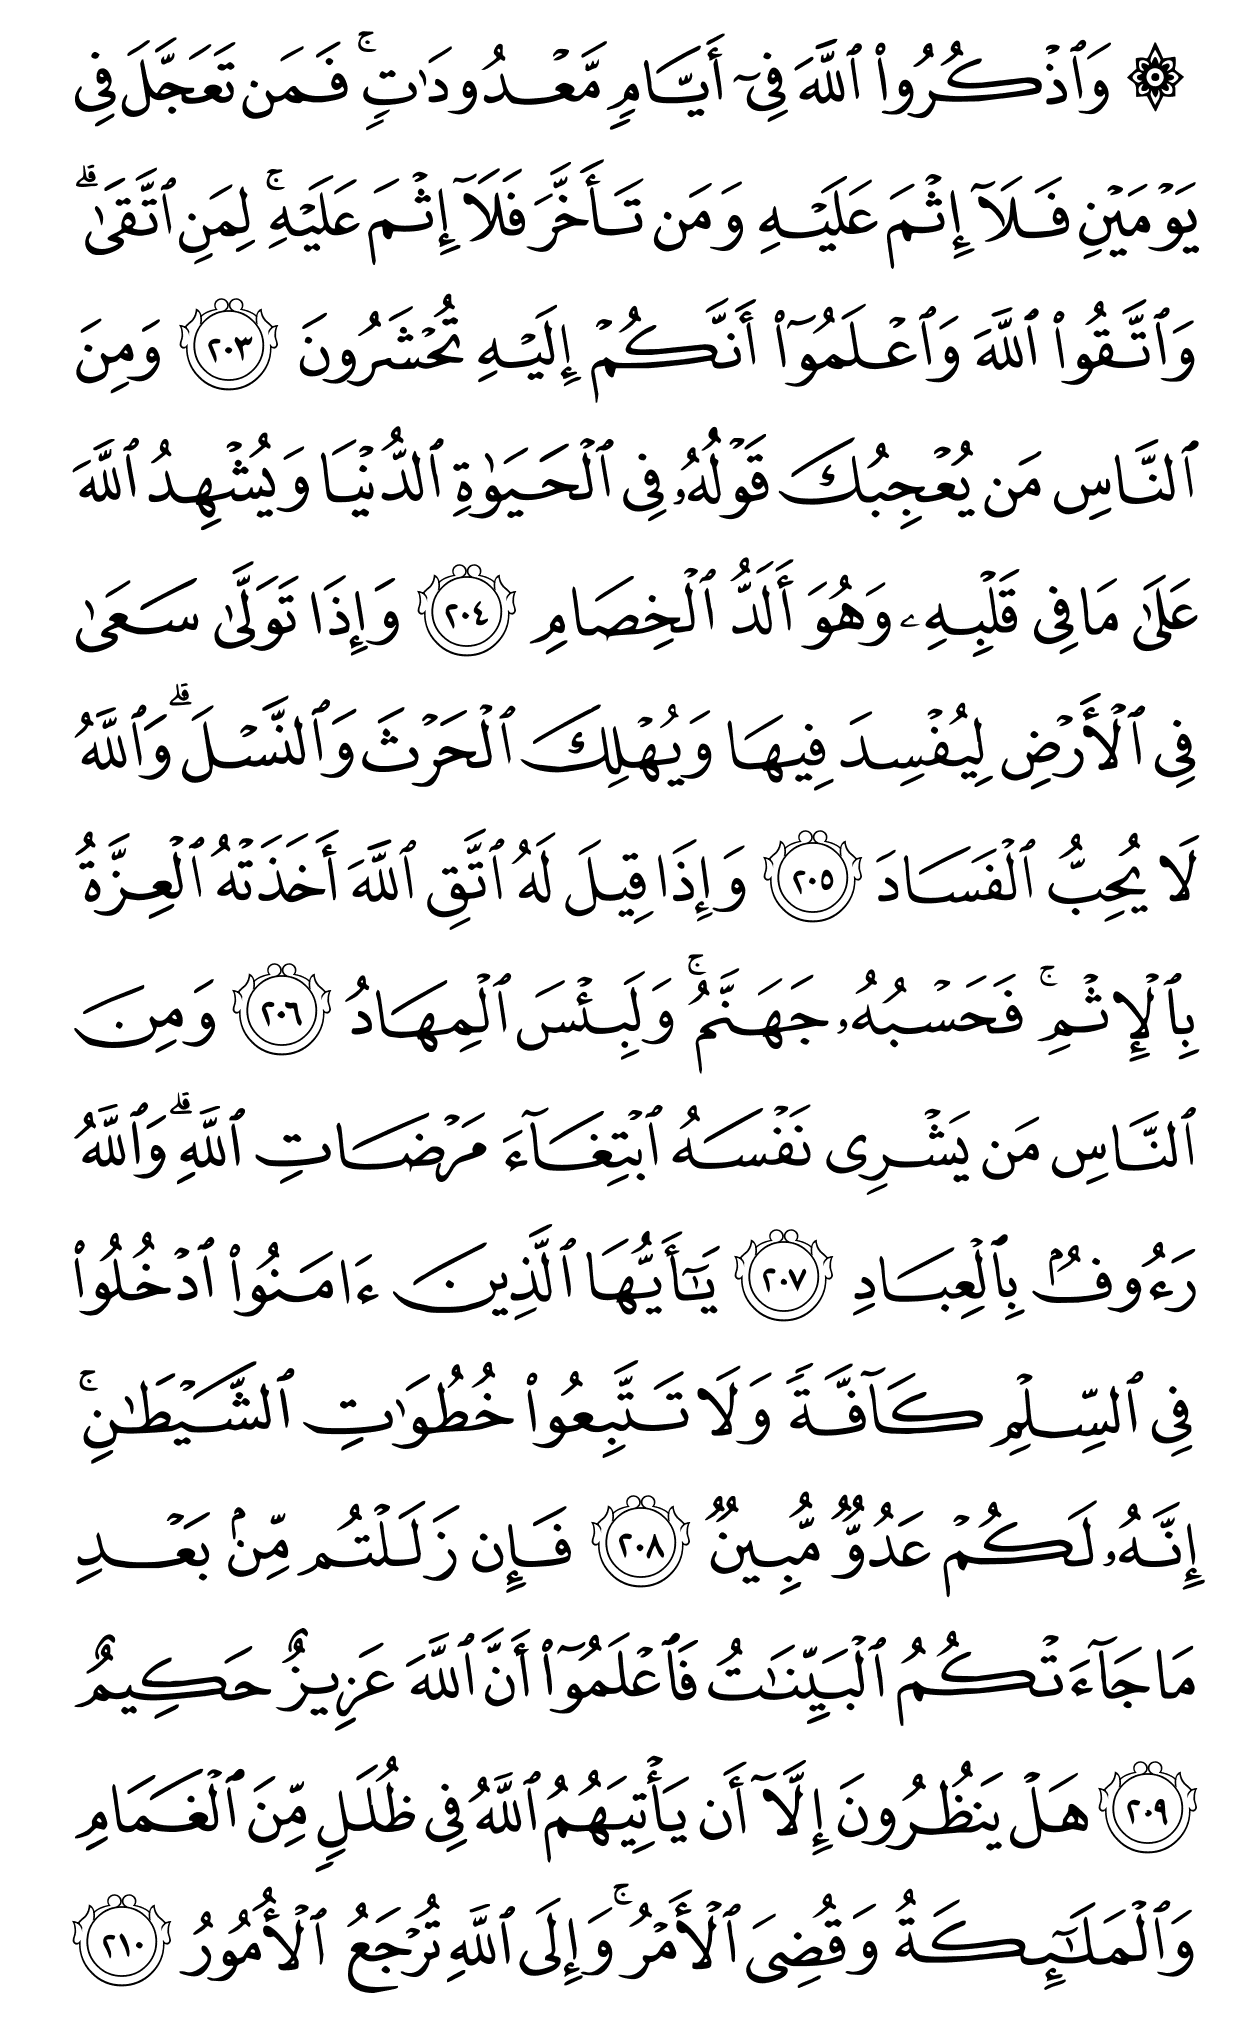 ۞ وَٱذۡكُرُوا۟ ٱللَّهَ فِىٓ أَيَّامٍ مَّعۡدُودَٰتٍۚ فَمَن تَعَجَّلَ فِى
يَوۡمَيۡنِ فَلَآ إِثۡمَ عَلَيۡهِ وَمَن تَأَخَّرَ فَلَآ إِثۡمَ عَلَيۡهِۚ لِمَنِ ٱتَّقَىٰۗ
وَٱتَّقُوا۟ ٱللَّهَ وَٱعۡلَمُوٓا۟ أَنَّكُمۡ إِلَيۡهِ تُحۡشَرُونَ ٢٠٣ وَمِنَ
ٱلنَّاسِ مَن يُعۡجِبُكَ قَوۡلُهُۥ فِى ٱلۡحَيَوٰةِ ٱلدُّنۡيَا وَيُشۡهِدُ ٱللَّهَ
عَلَىٰ مَا فِى قَلۡبِهِۦ وَهُوَ أَلَدُّ ٱلۡخِصَامِ ٢٠٤ وَإِذَا تَوَلَّىٰ سَعَىٰ
فِى ٱلۡأَرۡضِ لِيُفۡسِدَ فِيهَا وَيُهۡلِكَ ٱلۡحَرۡثَ وَٱلنَّسۡلَۗ وَٱللَّهُ
لَا يُحِبُّ ٱلۡفَسَادَ ٢٠٥ وَإِذَا قِيلَ لَهُ ٱتَّقِ ٱللَّهَ أَخَذَتۡهُ ٱلۡعِزَّةُ
بِٱلۡإِثۡمِۚ فَحَسۡبُهُۥ جَهَنَّمُۚ وَلَبِئۡسَ ٱلۡمِهَادُ ٢٠٦ وَمِنَ
ٱلنَّاسِ مَن يَشۡرِى نَفۡسَهُ ٱبۡتِغَآءَ مَرۡضَاتِ ٱللَّهِۗ وَٱللَّهُ
رَءُوفٌۢ بِٱلۡعِبَادِ ٢٠٧ يَٰٓأَيُّهَا ٱلَّذِينَ ءَامَنُوا۟ ٱدۡخُلُوا۟
فِى ٱلسِّلۡمِ كَآفَّةً وَلَا تَتَّبِعُوا۟ خُطُوَٰتِ ٱلشَّيۡطَٰنِۚ
إِنَّهُۥ لَكُمۡ عَدُوٌّ مُّبِينٌ ٢٠٨ فَإِن زَلَلۡتُم مِّنۢ بَعۡدِ
مَا جَآءَتۡكُمُ ٱلۡبَيِّنَٰتُ فَٱعۡلَمُوٓا۟ أَنَّ ٱللَّهَ عَزِيزٌ حَكِيمٌ
٢٠٩ هَلۡ يَنظُرُونَ إِلَّآ أَن يَأۡتِيَهُمُ ٱللَّهُ فِى ظُلَلٍ مِّنَ ٱلۡغَمَامِ
وَٱلۡمَلَٰٓئِكَةُ وَقُضِىَ ٱلۡأَمۡرُۚ وَإِلَى ٱللَّهِ تُرۡجَعُ ٱلۡأُمُورُ ٢١٠